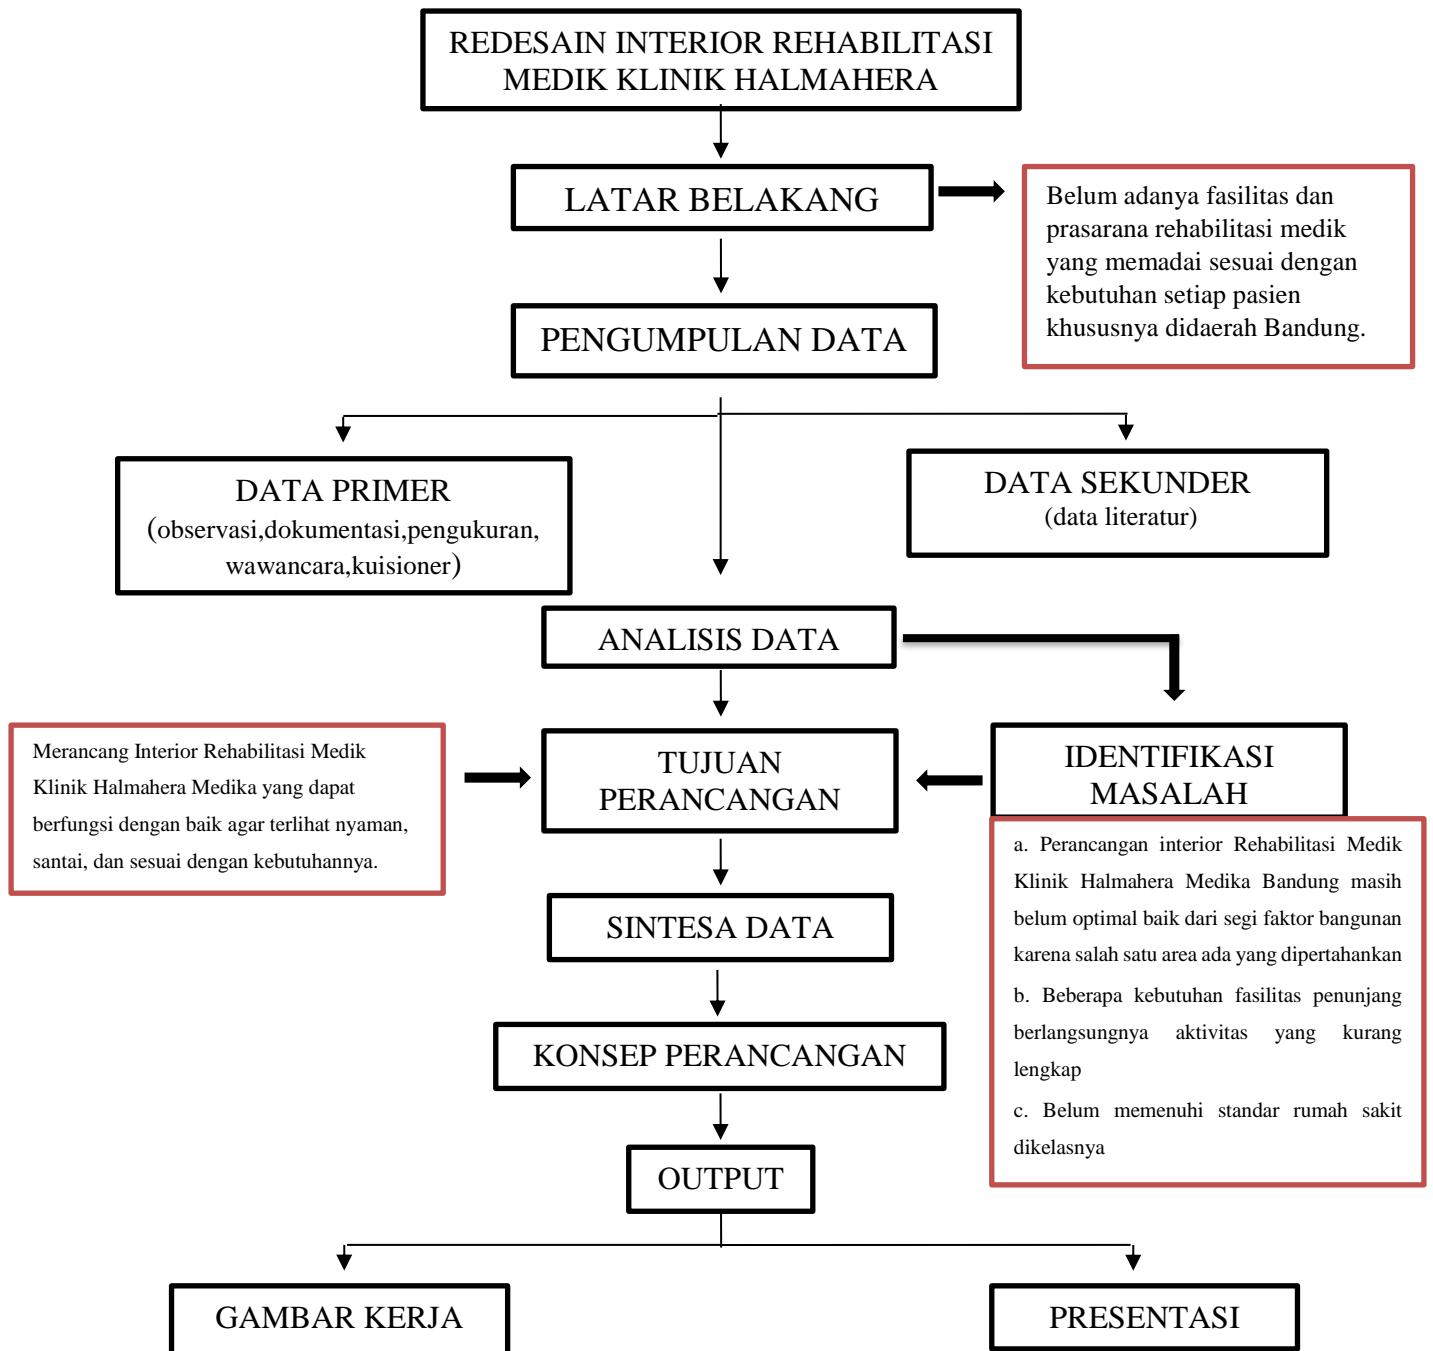 REDESAIN INTERIOR REHABILITASI
MEDIK KLINIK HALMAHERA
LATAR BELAKANG
Belum adanya fasilitas dan
prasarana rehabilitasi medik
yang memadai sesuai dengan
kebutuhan setiap pasien
khususnya didaerah Bandung.
PENGUMPULAN DATA
DATA PRIMER
(observasi,dokumentasi,pengukuran,
wawancara,kuisioner)
DATA SEKUNDER
(data literatur)
ANALISIS DATA
Merancang Interior Rehabilitasi Medik
Klinik Halmahera Medika yang dapat
berfungsi dengan baik agar terlihat nyaman,
santai, dan sesuai dengan kebutuhannya.
TUJUAN
PERANCANGAN
IDENTIFIKASI
MASALAH
a. Perancangan interior Rehabilitasi Medik
Klinik Halmahera Medika Bandung masih
belum optimal baik dari segi faktor bangunan
karena salah satu area ada yang dipertahankan
b. Beberapa kebutuhan fasilitas penunjang
berlangsungnya aktivitas yang kurang
lengkap
c. Belum memenuhi standar rumah sakit
dikelasnya
SINTESA DATA
KONSEP PERANCANGAN
OUTPUT
GAMBAR KERJA
PRESENTASI